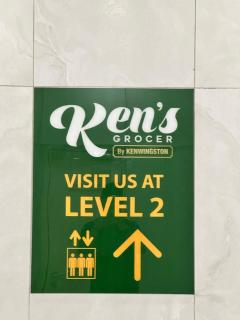 Ken's
GROCER
By KENWINGSTON
VISIT US AT
LEVEL 2